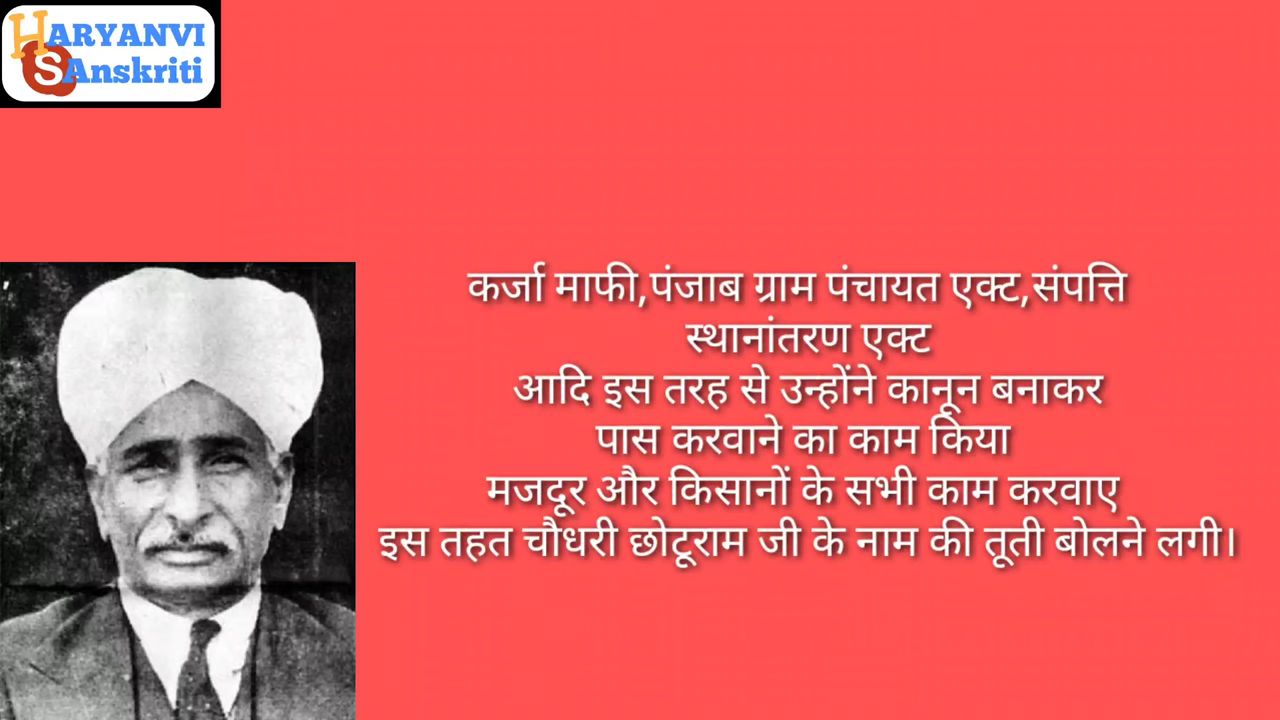 HARYANVI
SAnskriti
कर्जा माफी,पंजाब ग्राम पंचायत एक्ट,संपत्ति
स्थानांतरण एक्ट
आदि इस तरह से उन्होंने कानून बनाकर
पास करवाने का काम किया
मजदूर और किसानों के सभी काम करवाए
इस तहत चौधरी छोटूराम जी के नाम की तूती बोलने लगी।